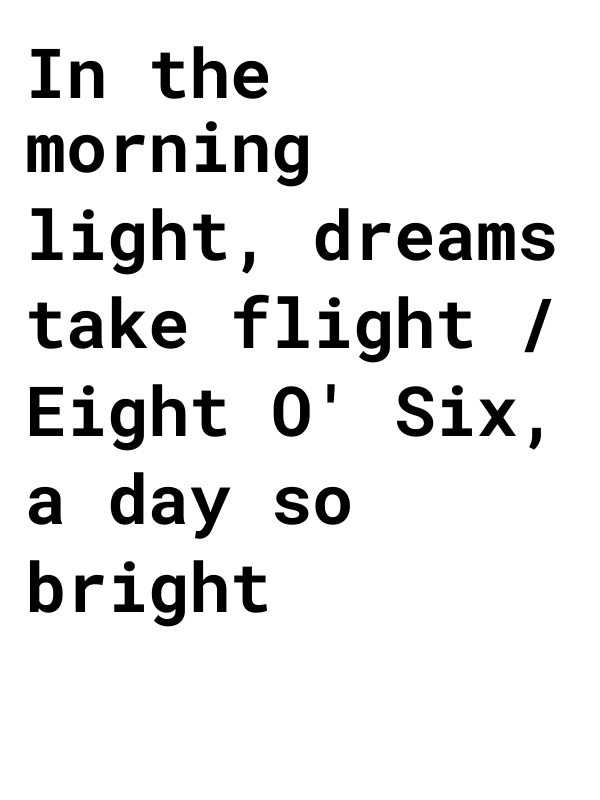 In the
morning
light, dreams
take flight /
Eight O' Six,
a day so
bright